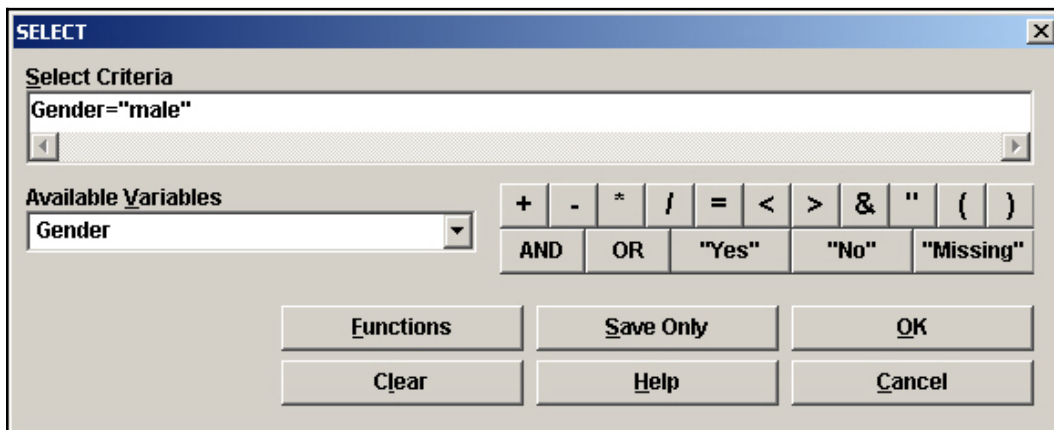 SELECT
Select Criteria
Gender="male"
Available Variables
Gender
+ - * / = < > & " ( )
AND OR "Yes" "No" "Missing"
Functions Save Only OK
Clear Help Cancel